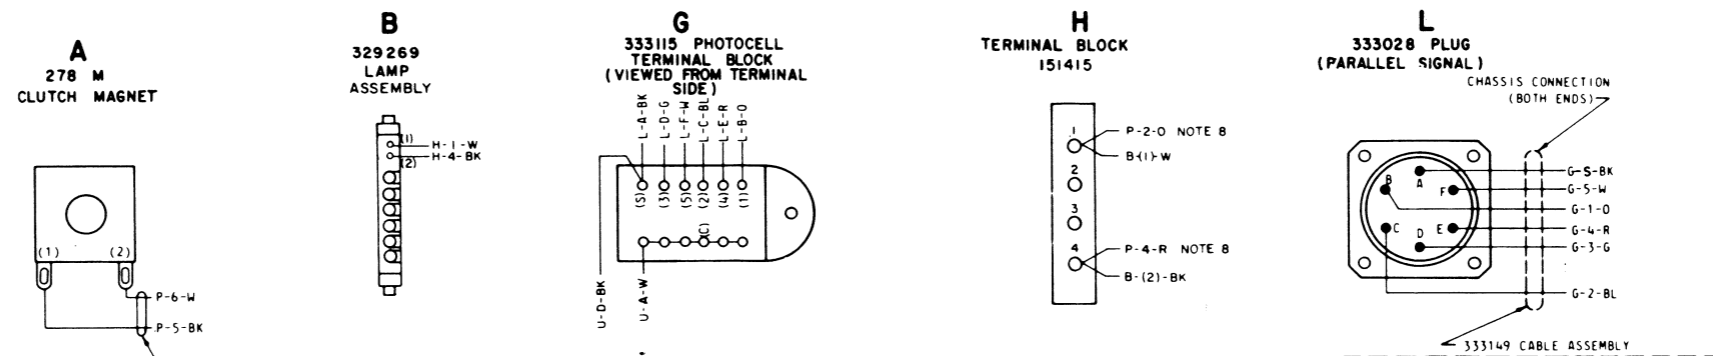 A
278 M
CLUTCH MAGNET
(1)
(2)
P-6-W
P-5-BK
B
329269
LAMP
ASSEMBLY
(1)
H-1-W
H-4-BK
(2)
G
333115 PHOTOCELL
TERMINAL BLOCK
(VIEWED FROM TERMINAL
SIDE)
L-A-BK
L-D-G
L-F-W
L-C-BL
L-E-R
L-B-O
(S)
(3)
(5)
(2)
(4)
(1)
(C)
U-D-BK
U-A-W
H
TERMINAL BLOCK
151415
1
P-2-O NOTE 8
B-(1)-W
2
3
4
P-4-R NOTE 8
B-(2)-BK
L
333028 PLUG
(PARALLEL SIGNAL)
CHASSIS CONNECTION
(BOTH ENDS)
B
A
F
C
D
E
G-S-BK
G-5-W
G-1-O
G-4-R
G-3-G
G-2-BL
333149 CABLE ASSEMBLY